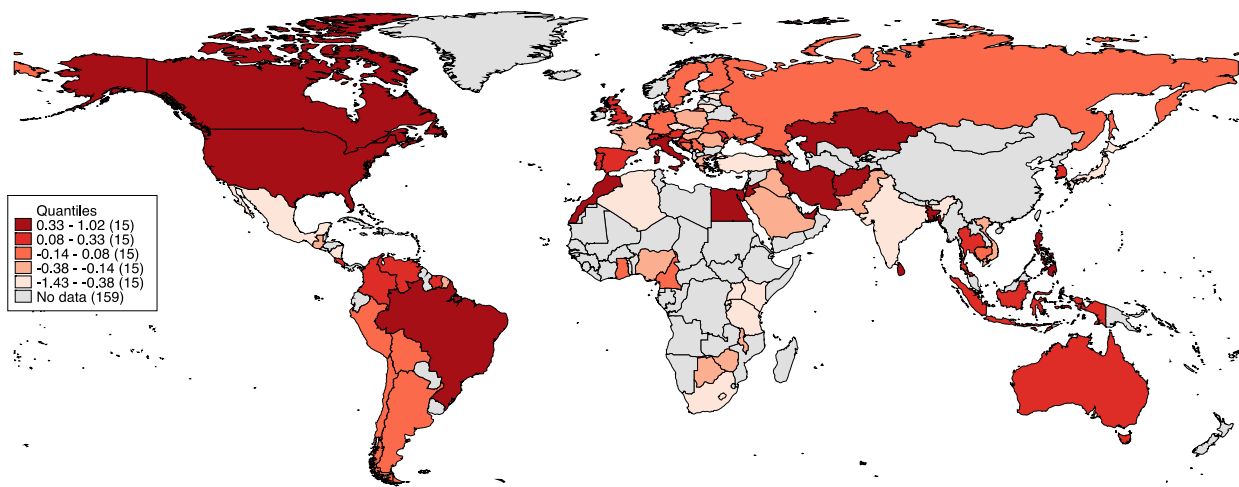 Quantiles
0.33 - 1.02 (15)
0.08 - 0.33 (15)
-0.14 - 0.08 (15)
-0.38 - -0.14 (15)
-1.43 - -0.38 (15)
No data (159)